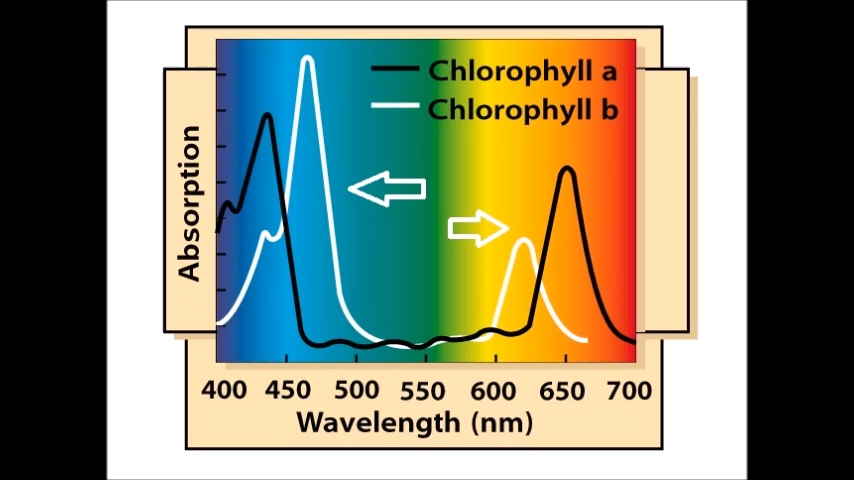 Chlorophyll a
Chlorophyll b
Absorption
400 450 500 550 600 650 700
Wavelength (nm)